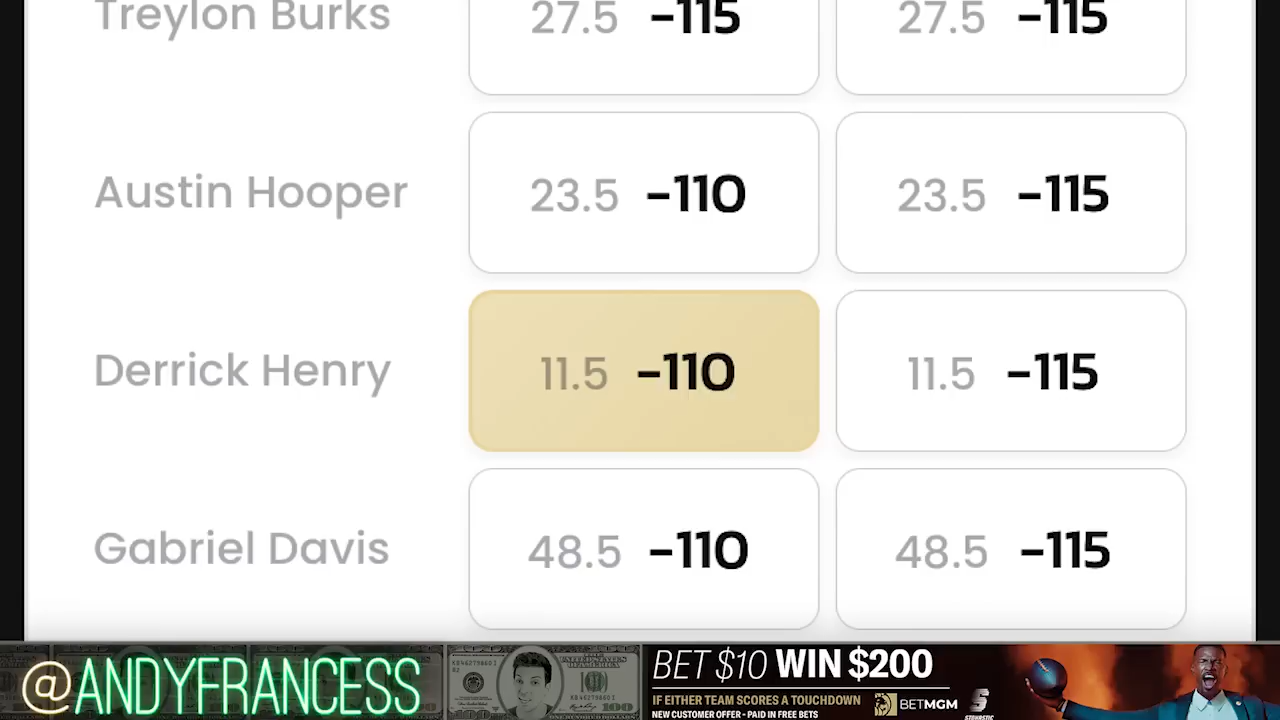 Treylon Burks 27.5 -115 27.5 -115
Austin Hooper 23.5 -110 23.5 -115
Derrick Henry 11.5 -110 11.5 -115
Gabriel Davis 48.5 -110 48.5 -115
@ANDYFRANCESS
BET $10 WIN $200
IF EITHER TEAM SCORES A TOUCHDOWN
BETMGM
NEW CUSTOMER OFFER - PAID IN FREE BETS
STOKASTIC
100